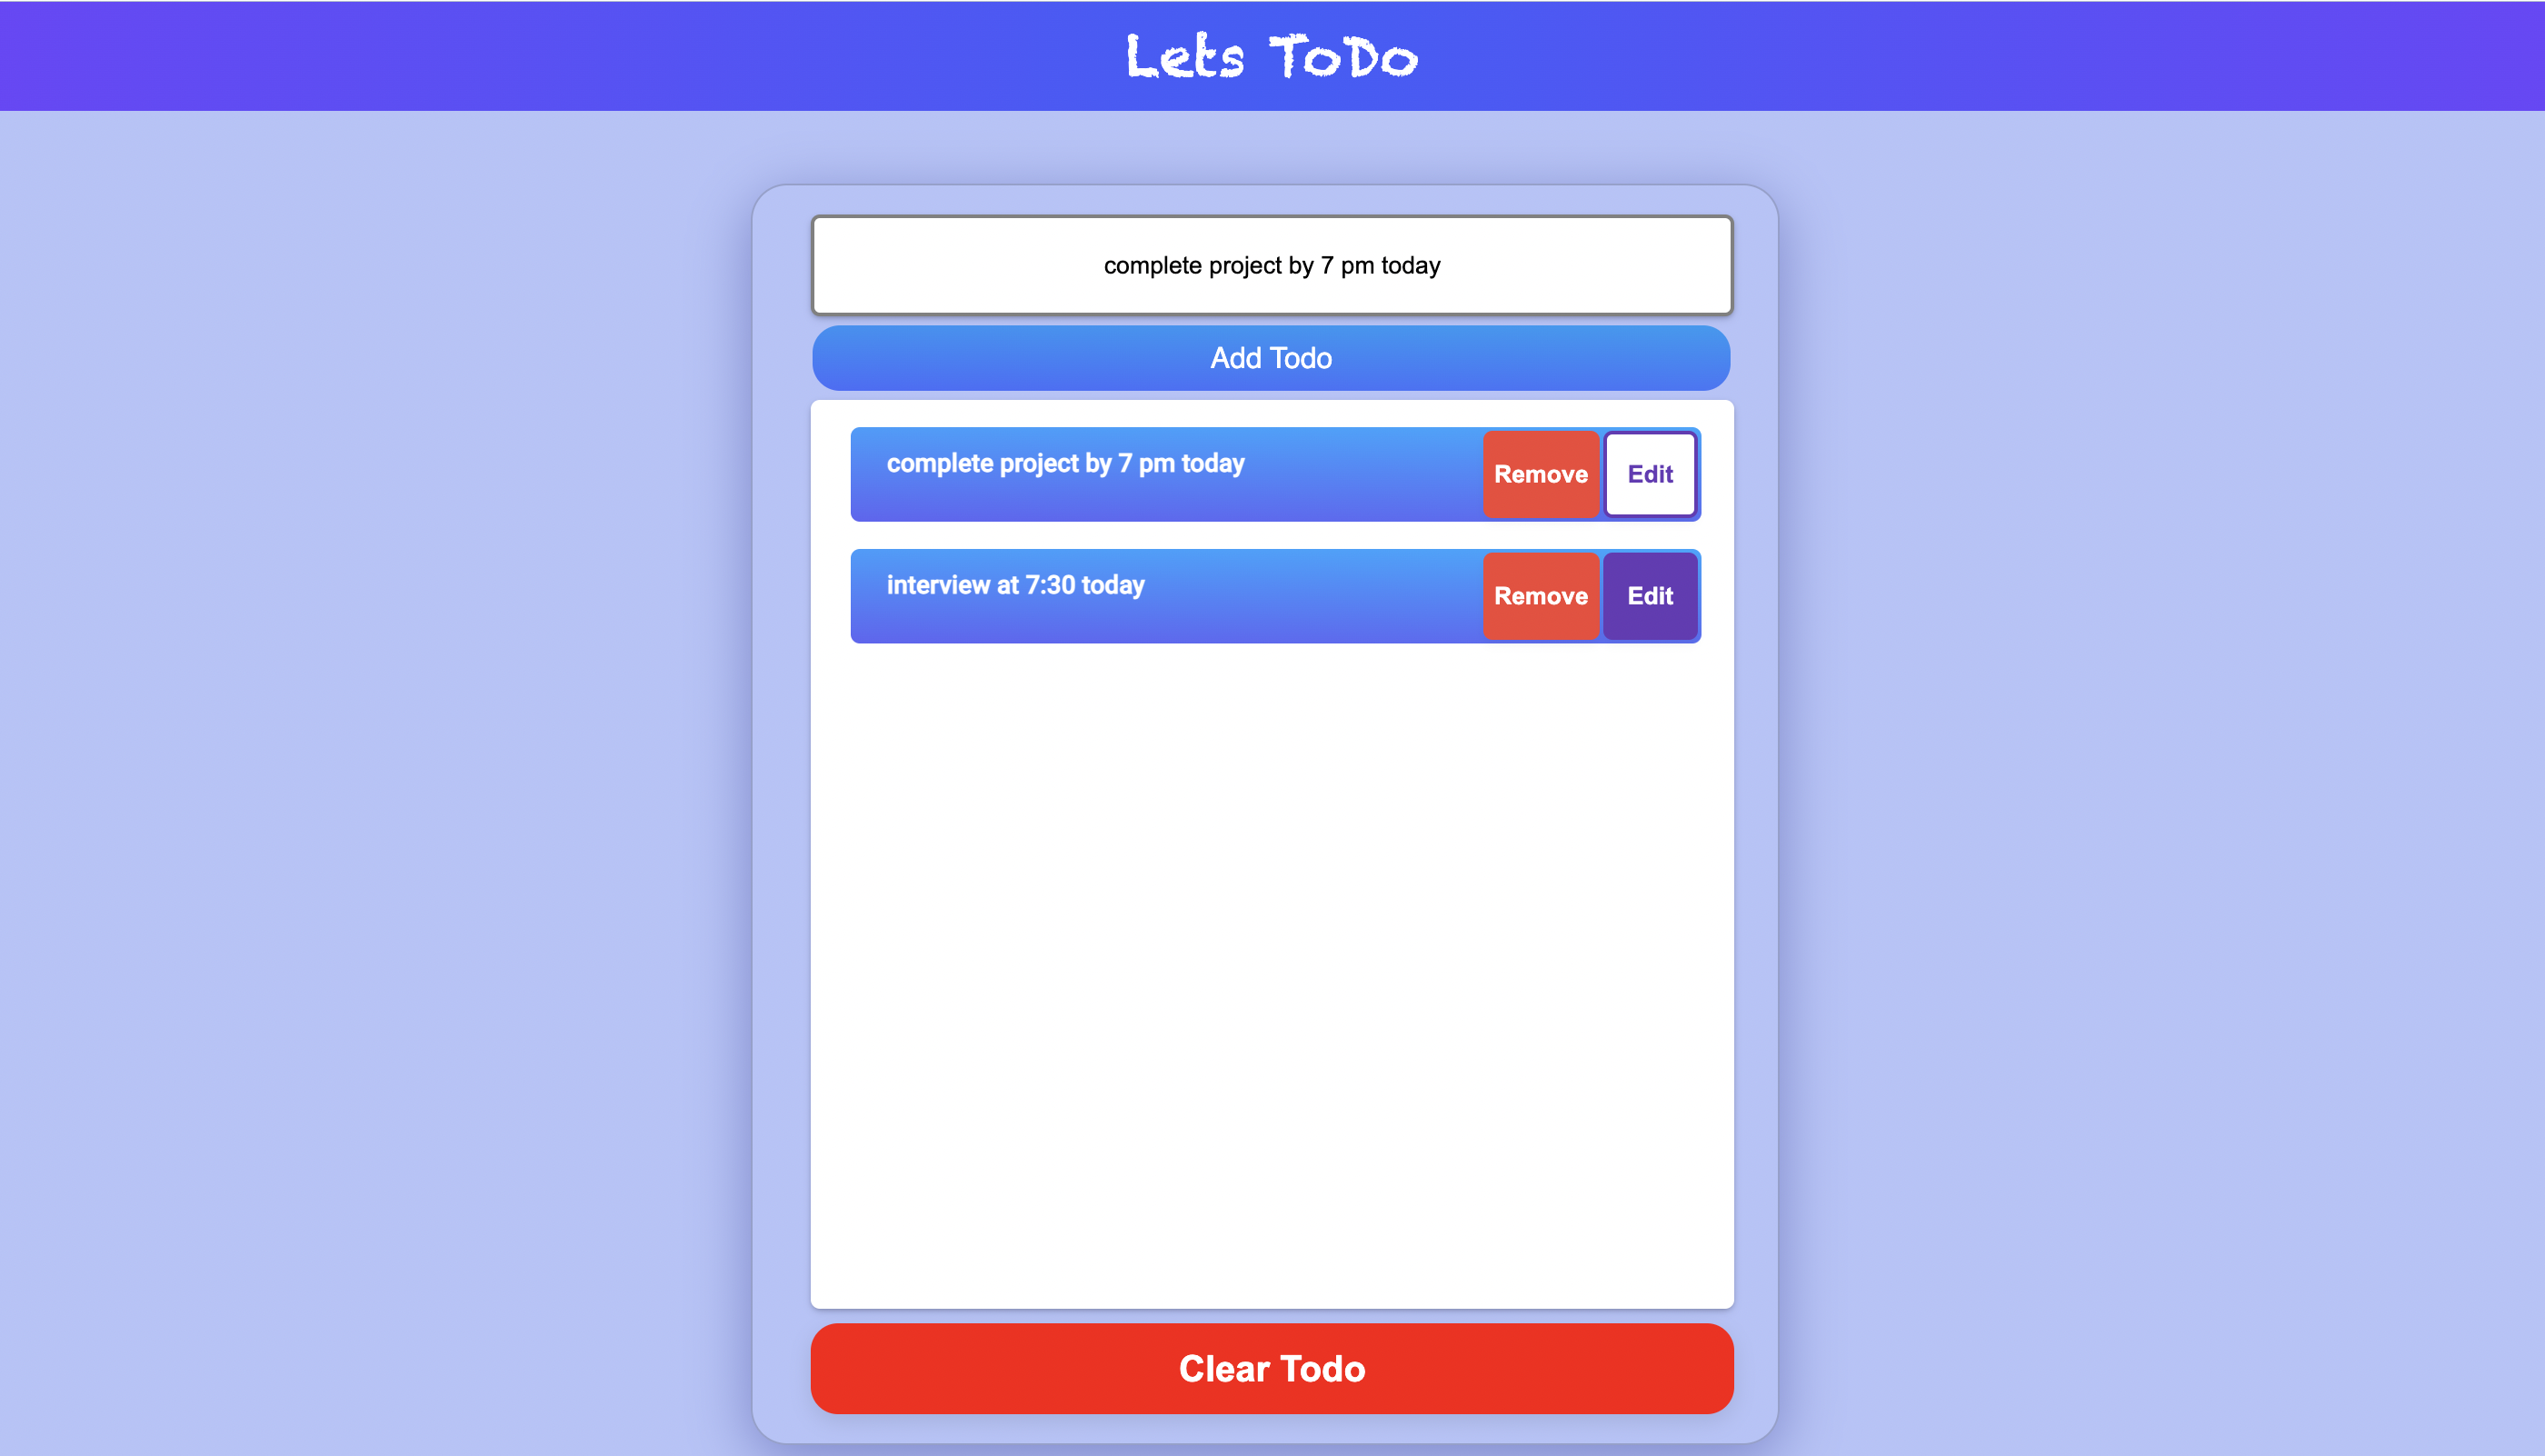 Lets ToDo
complete project by 7 pm today
Add Todo
complete project by 7 pm today Remove Edit
interview at 7:30 today Remove Edit
Clear Todo